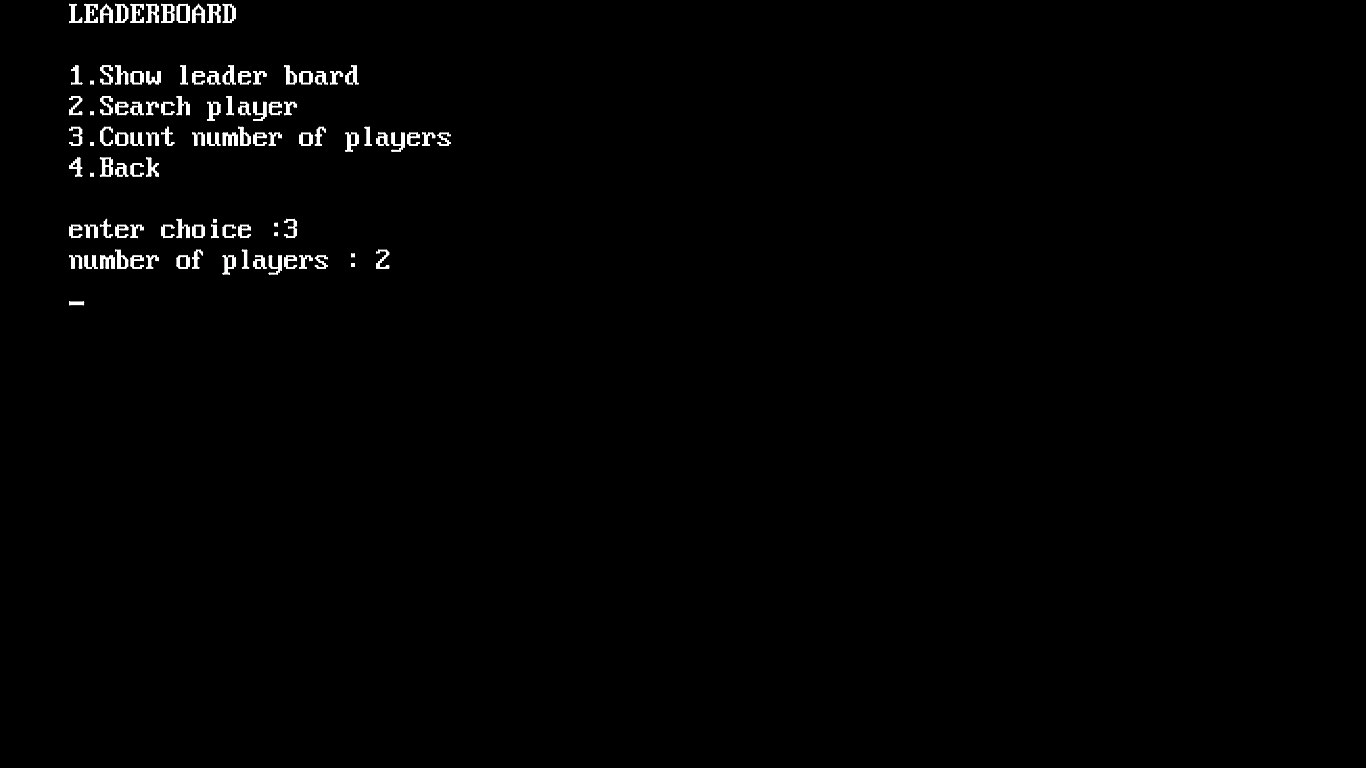 LEADERBOARD
1.Show leader board
2.Search player
3.Count number of players
4.Back
enter choice :3
number of players : 2
_